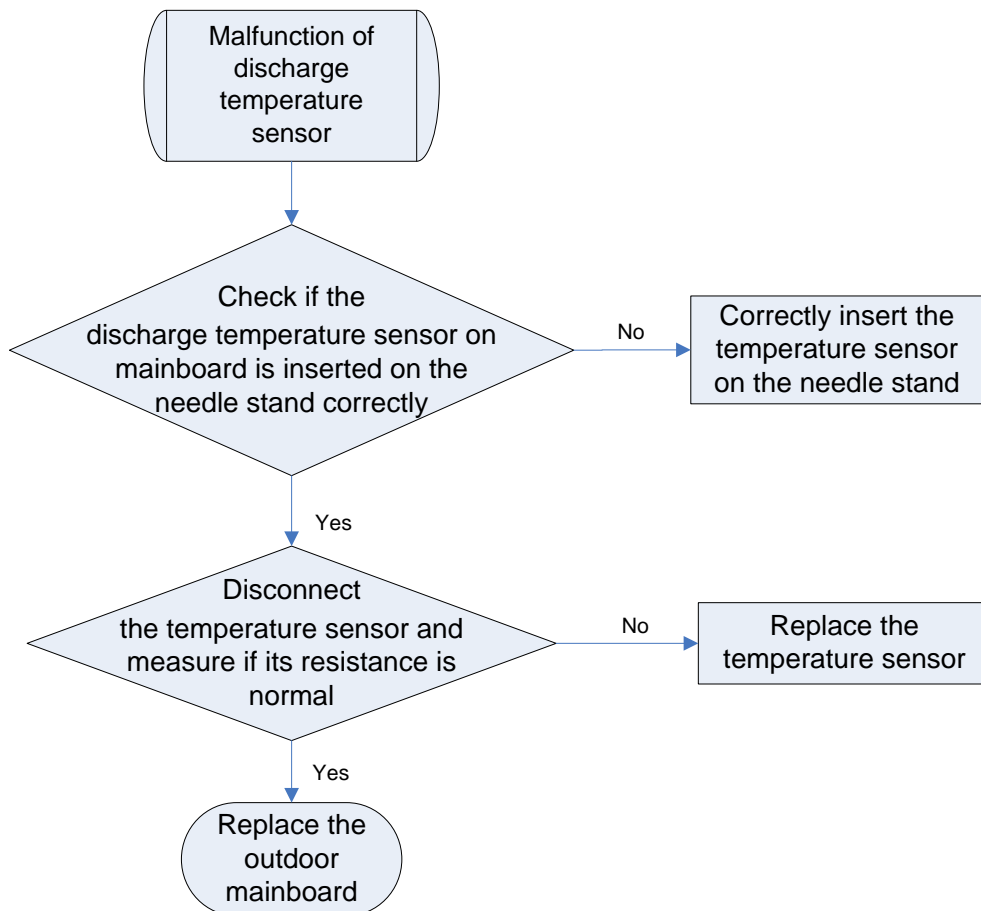 Malfunction of
discharge
temperature
sensor
Check if the
discharge temperature sensor on
mainboard is inserted on the
needle stand correctly
No
Correctly insert the
temperature sensor
on the needle stand
Yes
Disconnect
the temperature sensor and
measure if its resistance is
normal
No
Replace the
temperature sensor
Yes
Replace the
outdoor
mainboard